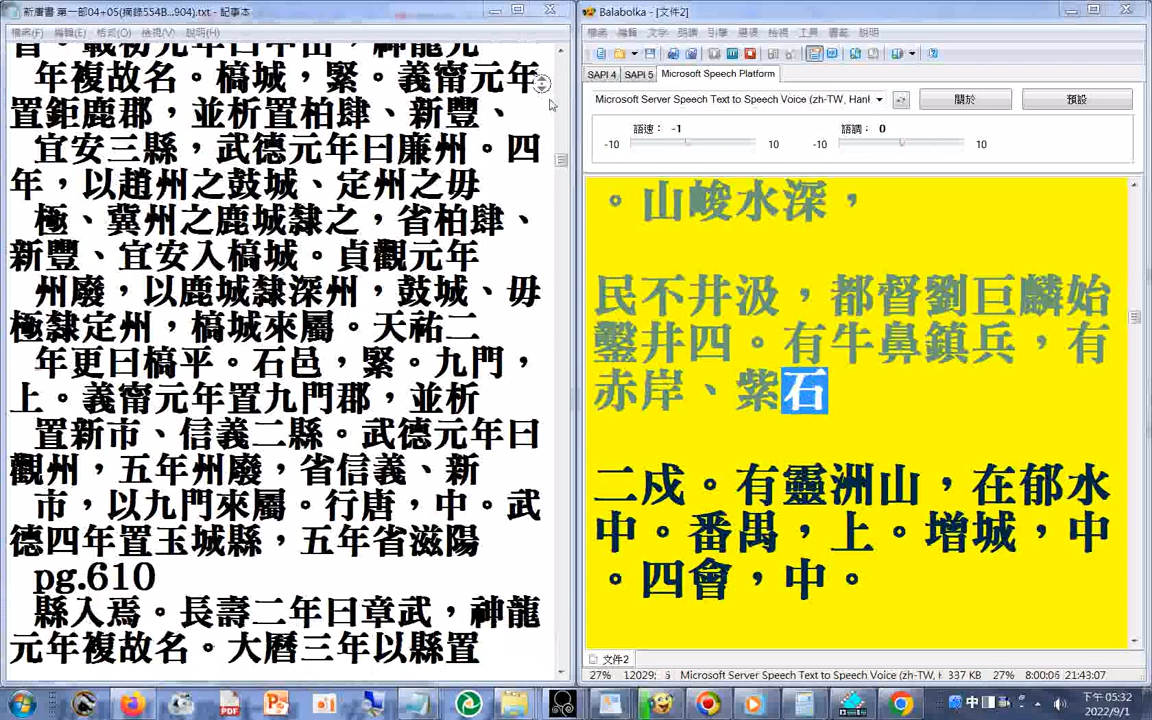 新唐書 第一部04+05(摘錄554B...904).txt - 記事本
檔案(F) 編輯(E) 格式(O) 檢視(V) 說明(H)
年複故名。槁城，緊。義甯元年
置鉅鹿郡，並析置柏肆、新豐、
宜安三縣，武德元年曰廉州。四
年，以趙州之鼓城、定州之毋
極、冀州之鹿城隸之，省柏肆、
新豐、宜安入槁城。貞觀元年
州廢，以鹿城隸深州，鼓城、毋
極隸定州，槁城來屬。天祐二
年更曰槁平。石邑，緊。九門，
上。義甯元年置九門郡，並析
置新市、信義二縣。武德元年曰
觀州，五年州廢，省信義、新
市，以九門來屬。行唐，中。武
德四年置玉城縣，五年省滋陽
pg.610
縣入焉。長壽二年曰章武，神龍
元年複故名。大曆三年以縣置
Balabolka - [文件2]
檔案 編輯 文字 朗讀 引擎 選項 檢視 工具 書籤 說明
SAPI 4 SAPI 5 Microsoft Speech Platform
Microsoft Server Speech Text to Speech Voice (zh-TW, HanH 關於 預設
語速： -1 語調： 0
-10 10 -10 10
。山峻水深，
民不井汲，都督劉巨麟始
鑿井四。有牛鼻鎮兵，有
赤岸、紫石
二戍。有靈洲山，在郁水
中。番禺，上。增城，中
。四會，中。
文件2
27% 12029: Microsoft Server Speech Text to Speech Voice 337 KB 27% 8:00:06 21:43:07
中 下午 05:32
2022/9/1